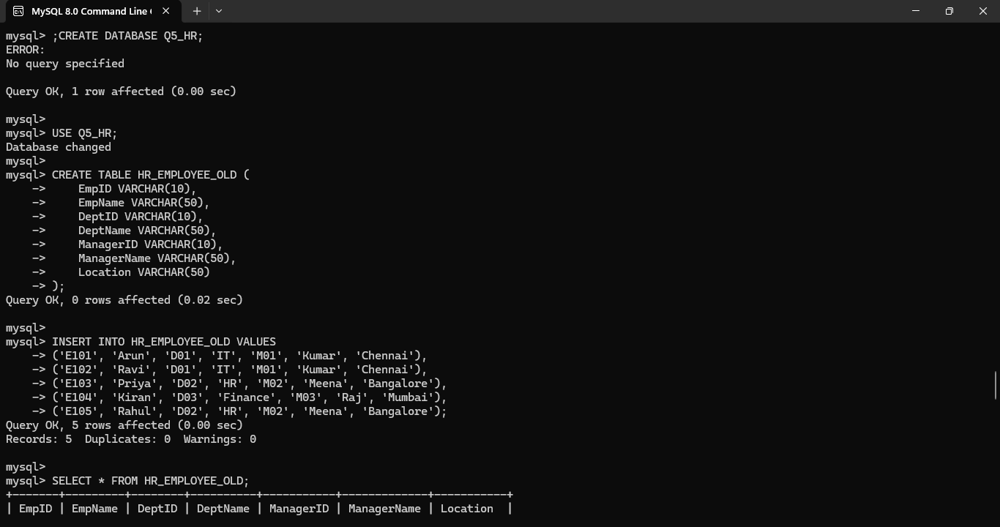 MySQL 8.0 Command Line
mysql> ;CREATE DATABASE Q5_HR;
ERROR:
No query specified
Query OK, 1 row affected (0.00 sec)
mysql>
mysql> USE Q5_HR;
Database changed
mysql>
mysql> CREATE TABLE HR_EMPLOYEE_OLD (
    -> EmpID VARCHAR(10),
    -> EmpName VARCHAR(50),
    -> DeptID VARCHAR(10),
    -> DeptName VARCHAR(50),
    -> ManagerID VARCHAR(10),
    -> ManagerName VARCHAR(50),
    -> Location VARCHAR(50)
    -> );
Query OK, 0 rows affected (0.02 sec)
mysql>
mysql> INSERT INTO HR_EMPLOYEE_OLD VALUES
    -> ('E101', 'Arun', 'D01', 'IT', 'M01', 'Kumar', 'Chennai'),
    -> ('E102', 'Ravi', 'D01', 'IT', 'M01', 'Kumar', 'Chennai'),
    -> ('E103', 'Priya', 'D02', 'HR', 'M02', 'Meena', 'Bangalore'),
    -> ('E104', 'Kiran', 'D03', 'Finance', 'M03', 'Raj', 'Mumbai'),
    -> ('E105', 'Rahul', 'D02', 'HR', 'M02', 'Meena', 'Bangalore');
Query OK, 5 rows affected (0.00 sec)
Records: 5  Duplicates: 0  Warnings: 0
mysql>
mysql> SELECT * FROM HR_EMPLOYEE_OLD;
+-------+---------+--------+----------+-----------+-------------+-----------+
| EmpID | EmpName | DeptID | DeptName | ManagerID | ManagerName | Location  |